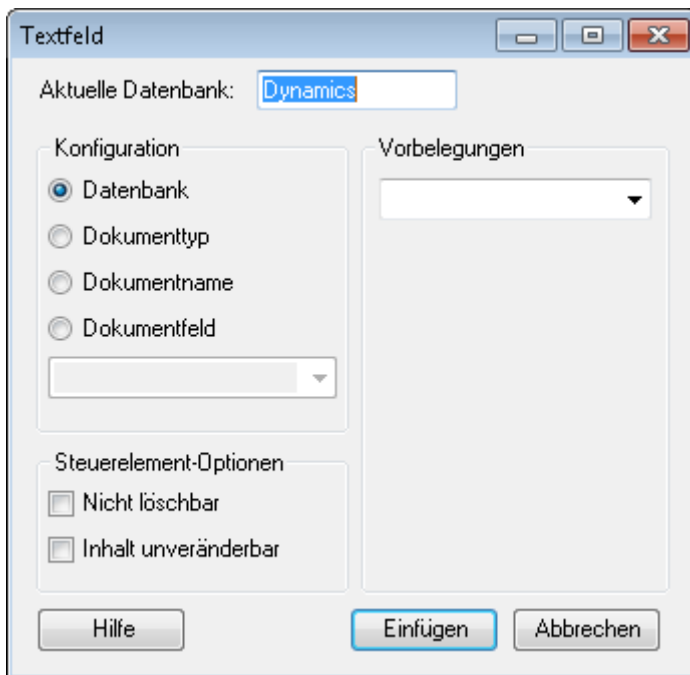 Textfeld
Aktuelle Datenbank: Dynamics
Konfiguration
Datenbank
Dokumenttyp
Dokumentname
Dokumentfeld
Vorbelegungen
Steuerelement-Optionen
Nicht löschbar
Inhalt unveränderbar
Hilfe Einfügen Abbrechen